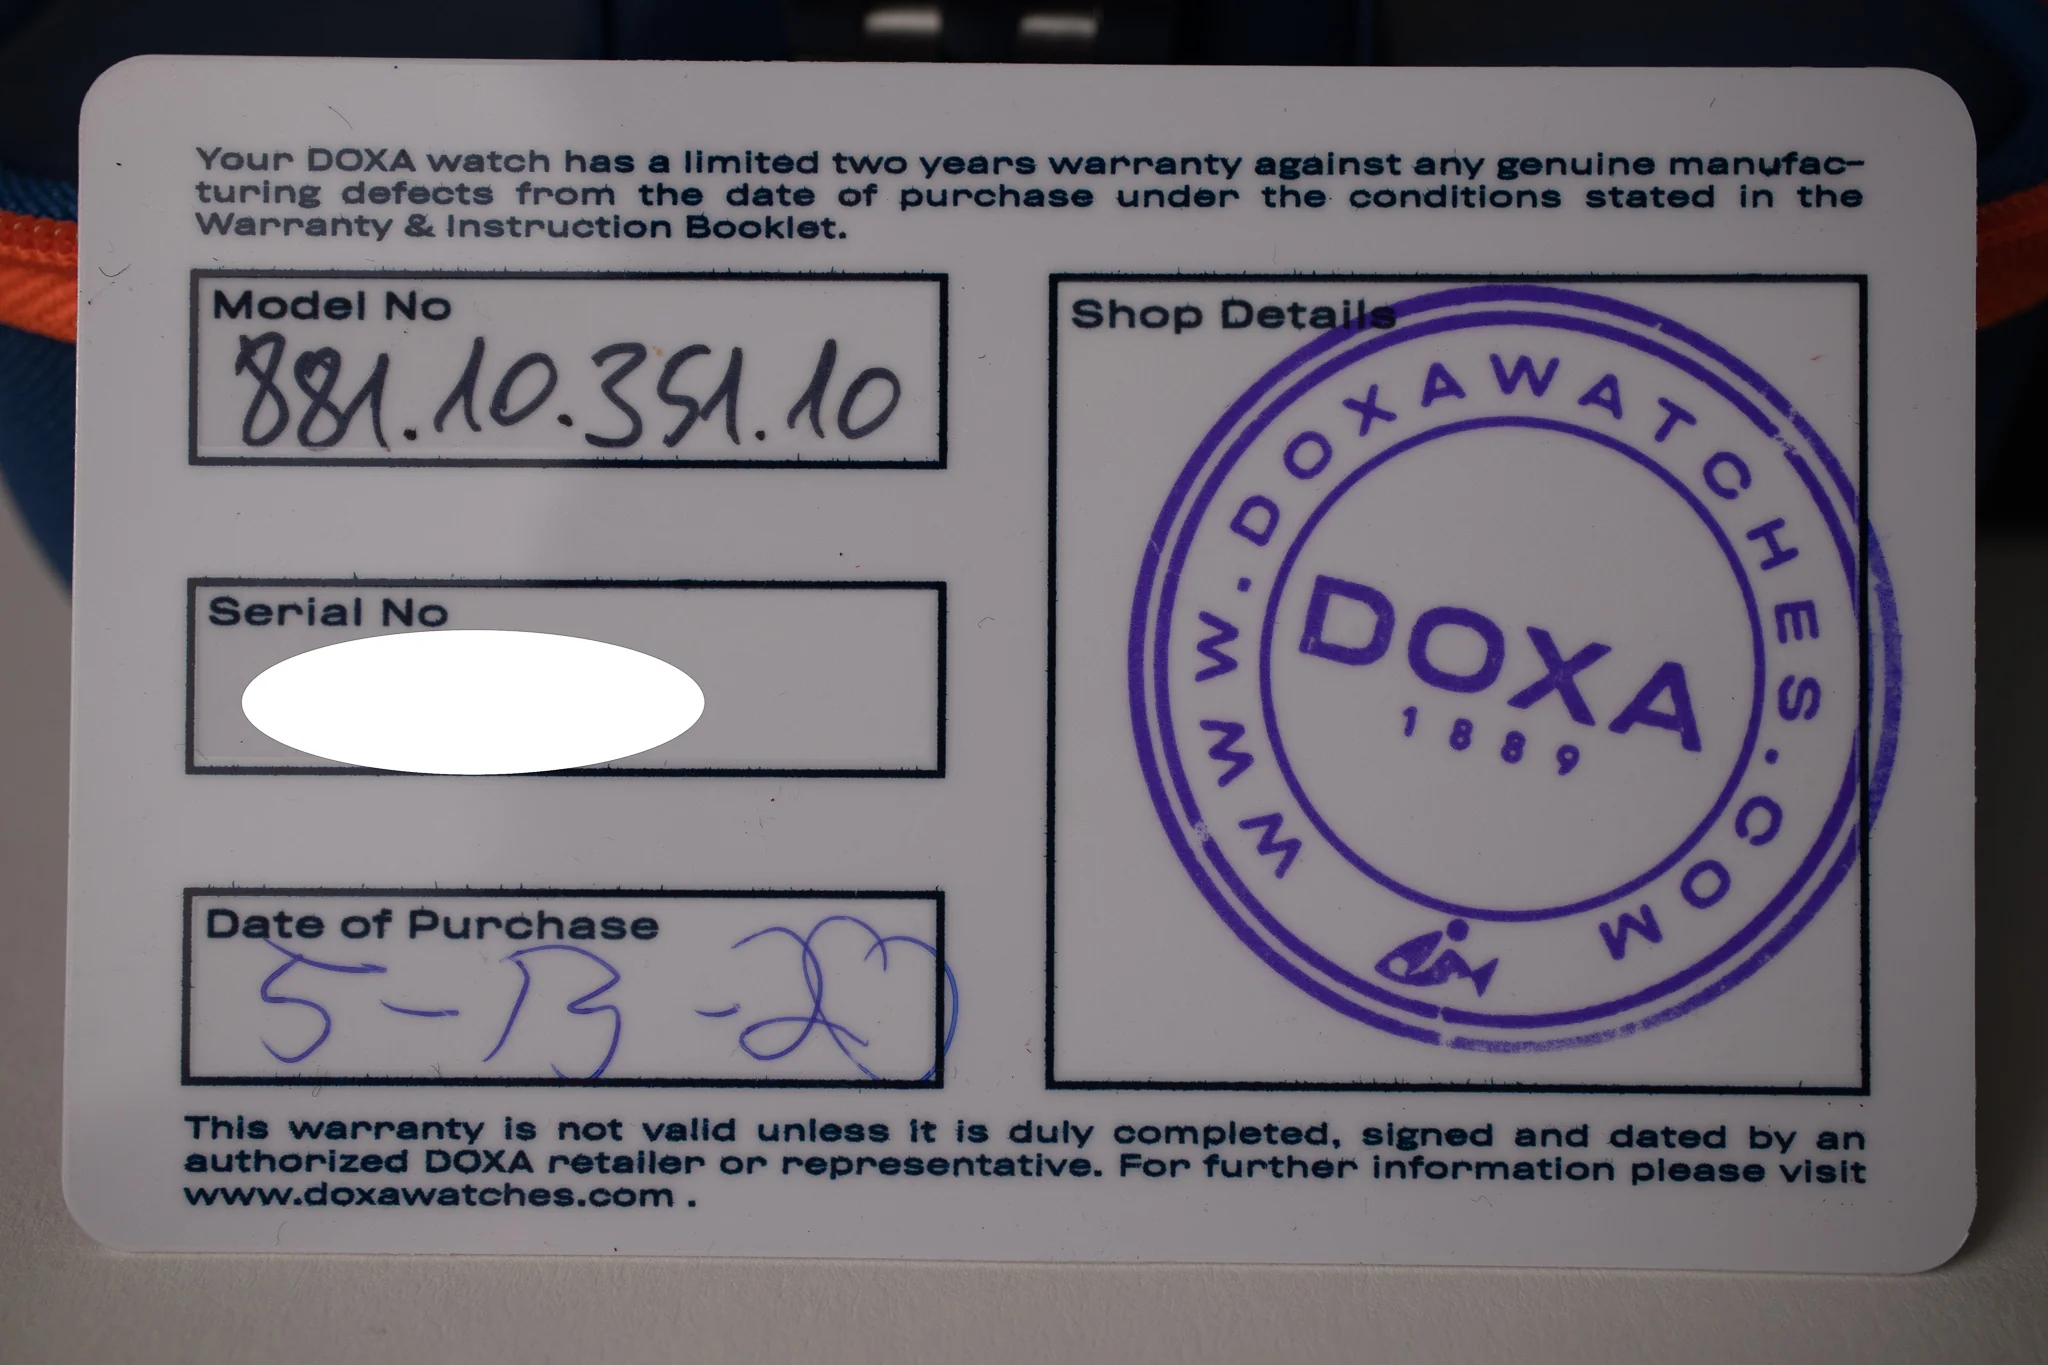 Your DOXA watch has a limited two years warranty against any genuine manufac-
turing defects from the date of purchase under the conditions stated in the
Warranty & Instruction Booklet.
Model No
881.10.351.10
Serial No
Date of Purchase
5-13-20
Shop Details
WWW.DOXAWATCHES.COM
DOXA
1889
This warranty is not valid unless it is duly completed, signed and dated by an
authorized DOXA retailer or representative. For further information please visit
www.doxawatches.com .